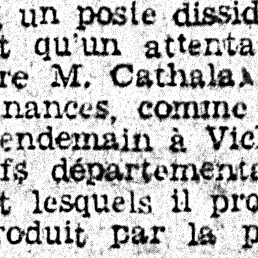 un poste dissid
t qu'un attenta
re M. Cathala,
nances, comme
endemain à Vic
fs départementa
t lesquels il pro
roduit par la p